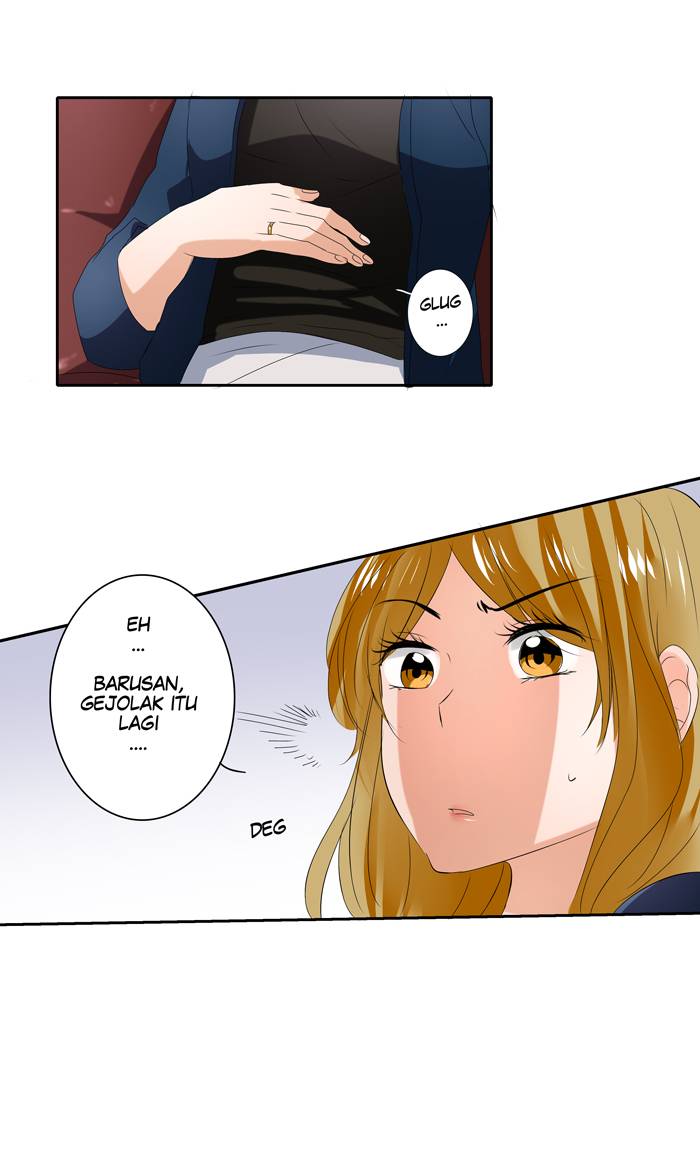 GLUG
...
EH
...
BARUSAN,
GEJOLAK ITU
LAGI
....
DEG